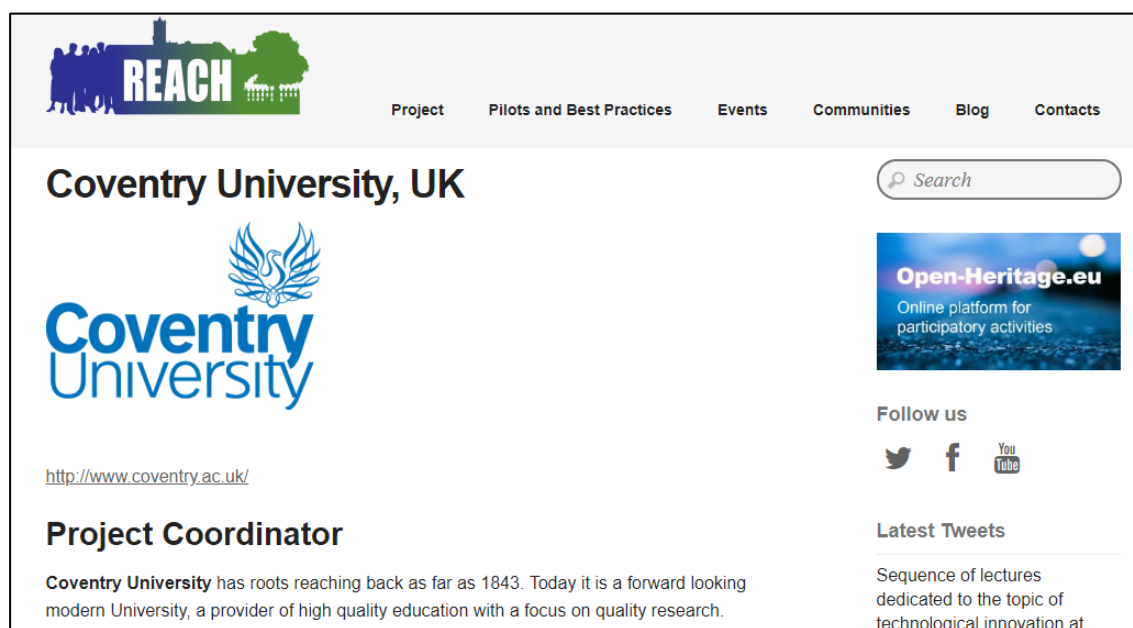 REACH
Project
Pilots and Best Practices
Events
Communities
Blog
Contacts
Coventry University, UK
Coventry
University
http://www.coventry.ac.uk/
Project Coordinator
Coventry University has roots reaching back as far as 1843. Today it is a forward looking
modern University, a provider of high quality education with a focus on quality research.
Search
Open-Heritage.eu
Online platform for
participatory activities
Follow us
You
Tube
Latest Tweets
Sequence of lectures
dedicated to the topic of
technological innovation at